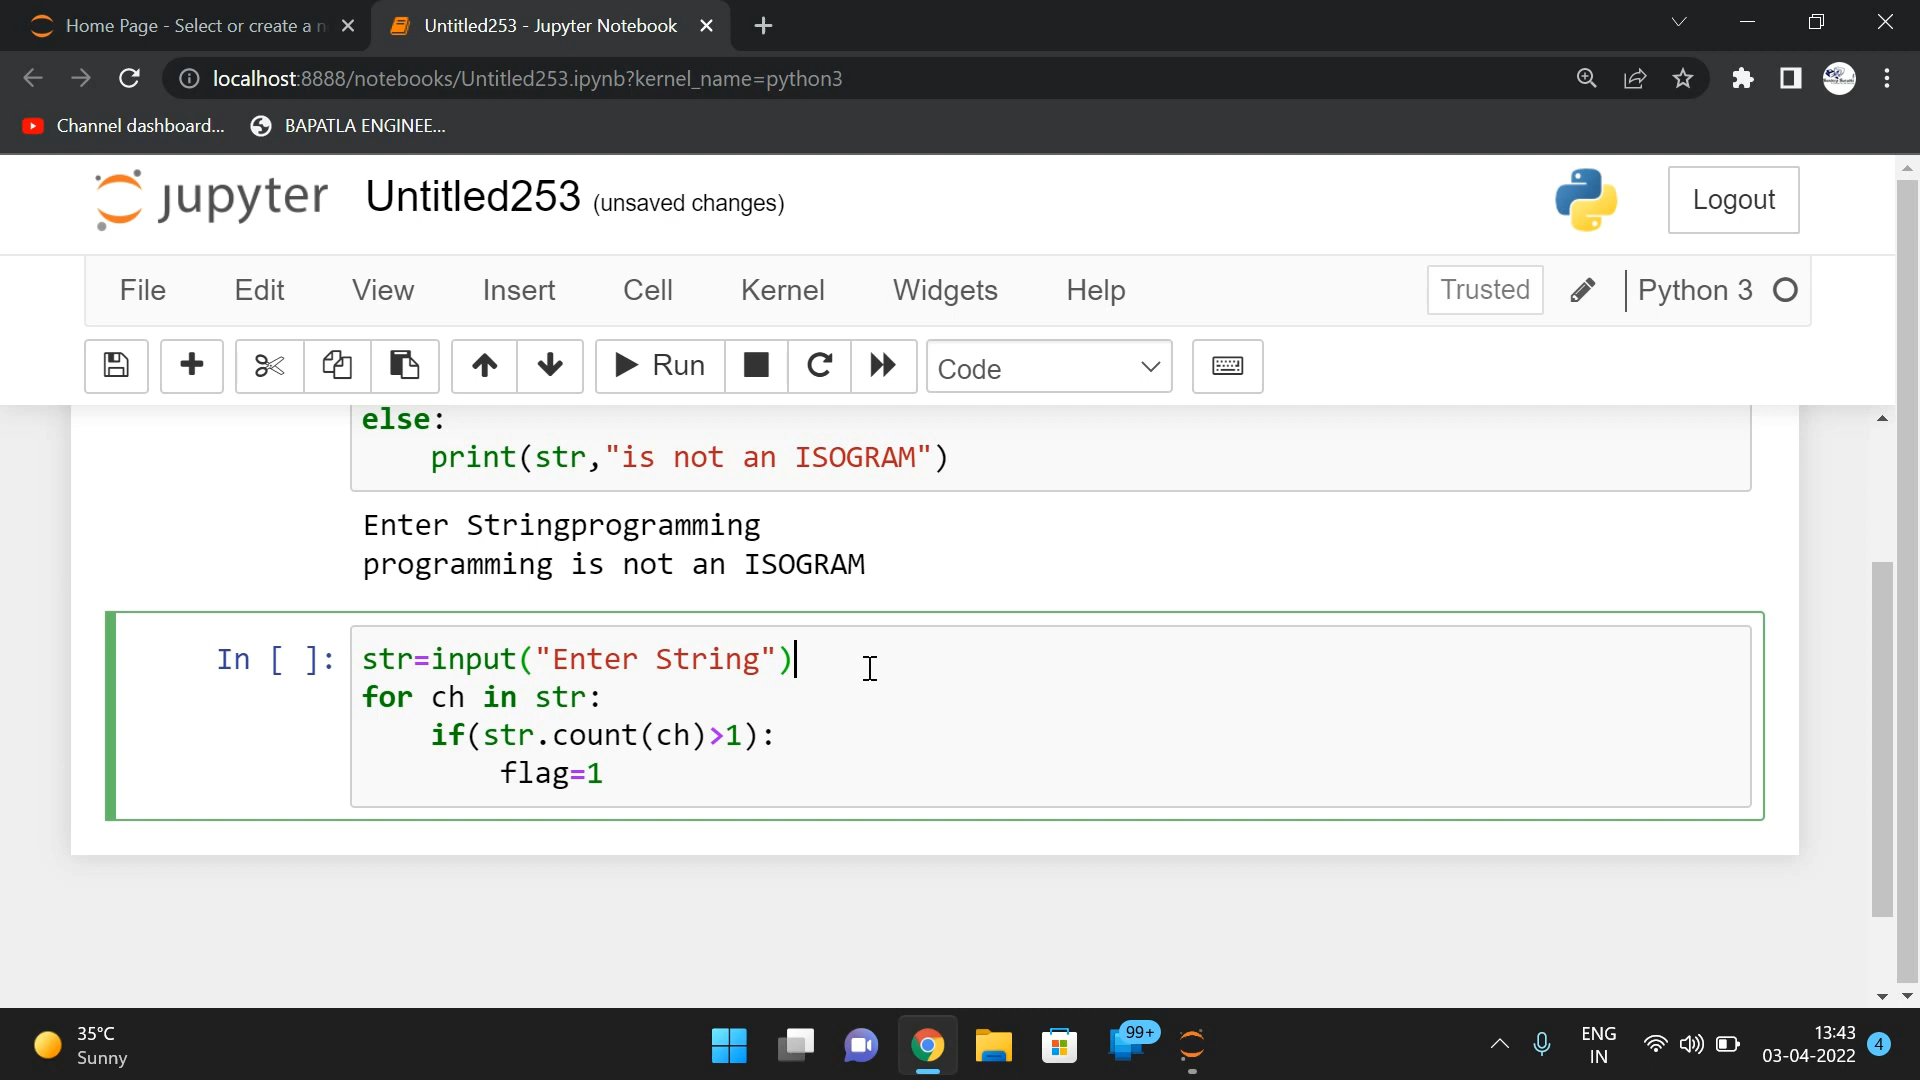 Home Page - Select or create a n
Untitled253 - Jupyter Notebook
localhost:8888/notebooks/Untitled253.ipynb?kernel_name=python3
Channel dashboard...
BAPATLA ENGINEE...
jupyter
Untitled253 (unsaved changes)
Logout
File Edit View Insert Cell Kernel Widgets Help
Trusted
Python 3
Run
Code
else:
print(str,"is not an ISOGRAM")
Enter Stringprogramming
programming is not an ISOGRAM
In [ ]:
str=input("Enter String")
for ch in str:
if(str.count(ch)>1):
flag=1
35°C
Sunny
99+
ENG
IN
13:43
03-04-2022
4